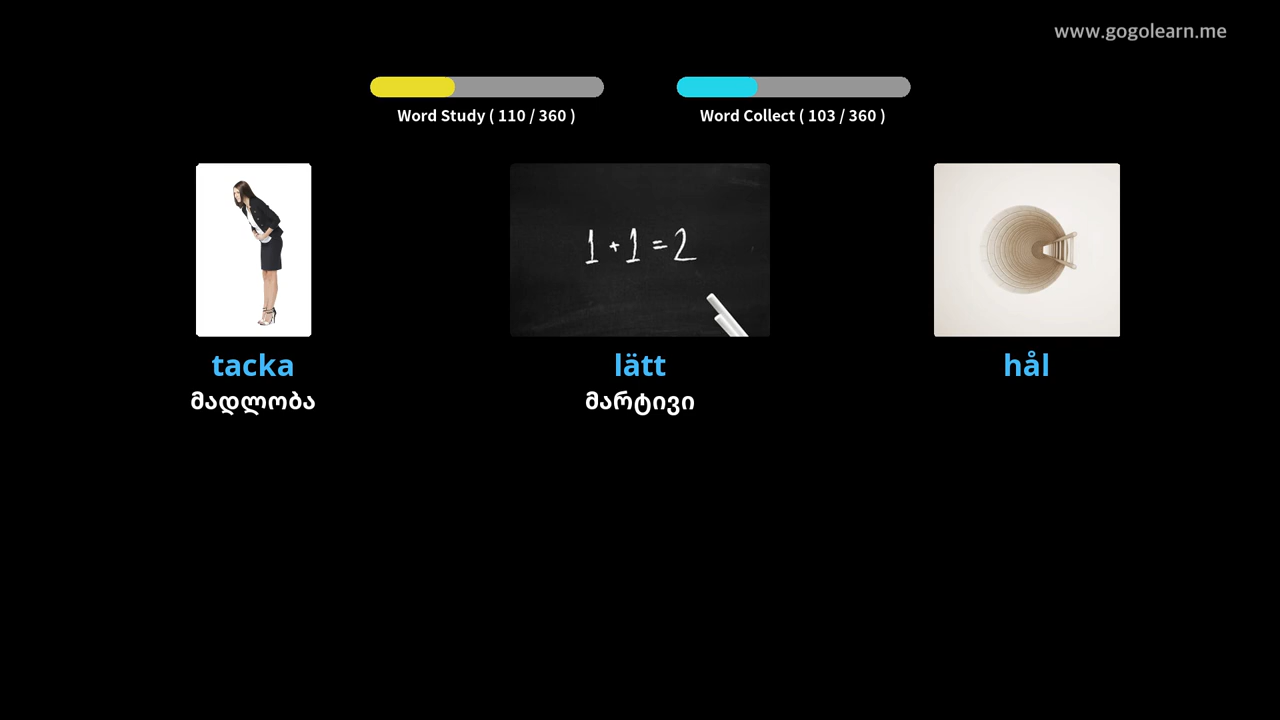 www.gogolearn.me
Word Study ( 110 / 360 )
Word Collect ( 103 / 360 )
1 + 1 = 2
tacka
lätt
hål
მადლობა
მარტივი